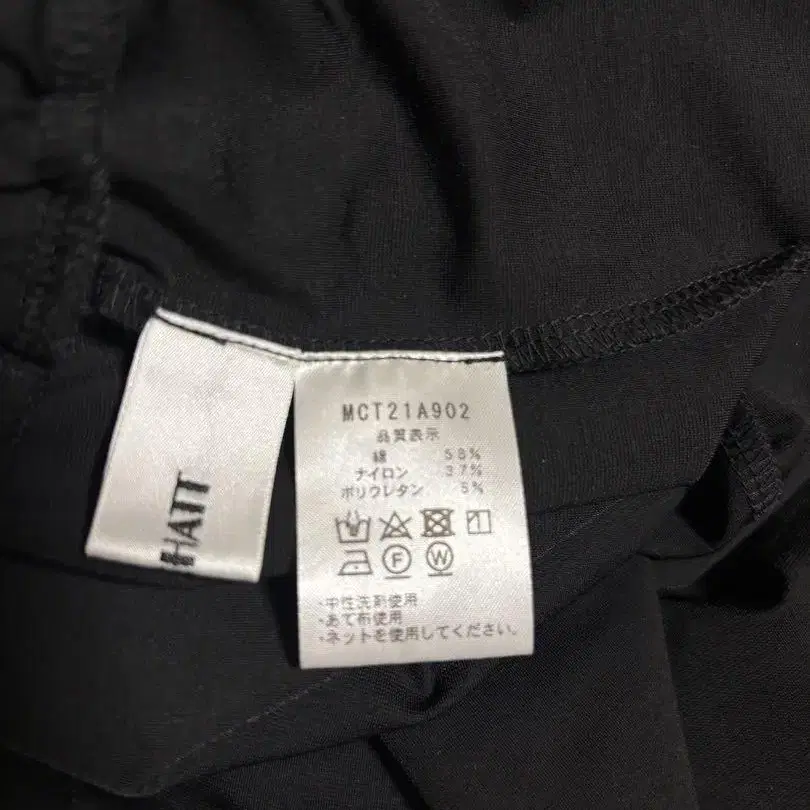 HATT
MCT21A902
品質表示
綿 58%
ナイロン 37%
ポリウレタン 5%
F W
・中性洗剤使用
・あて布使用
・ネットを使用してください。